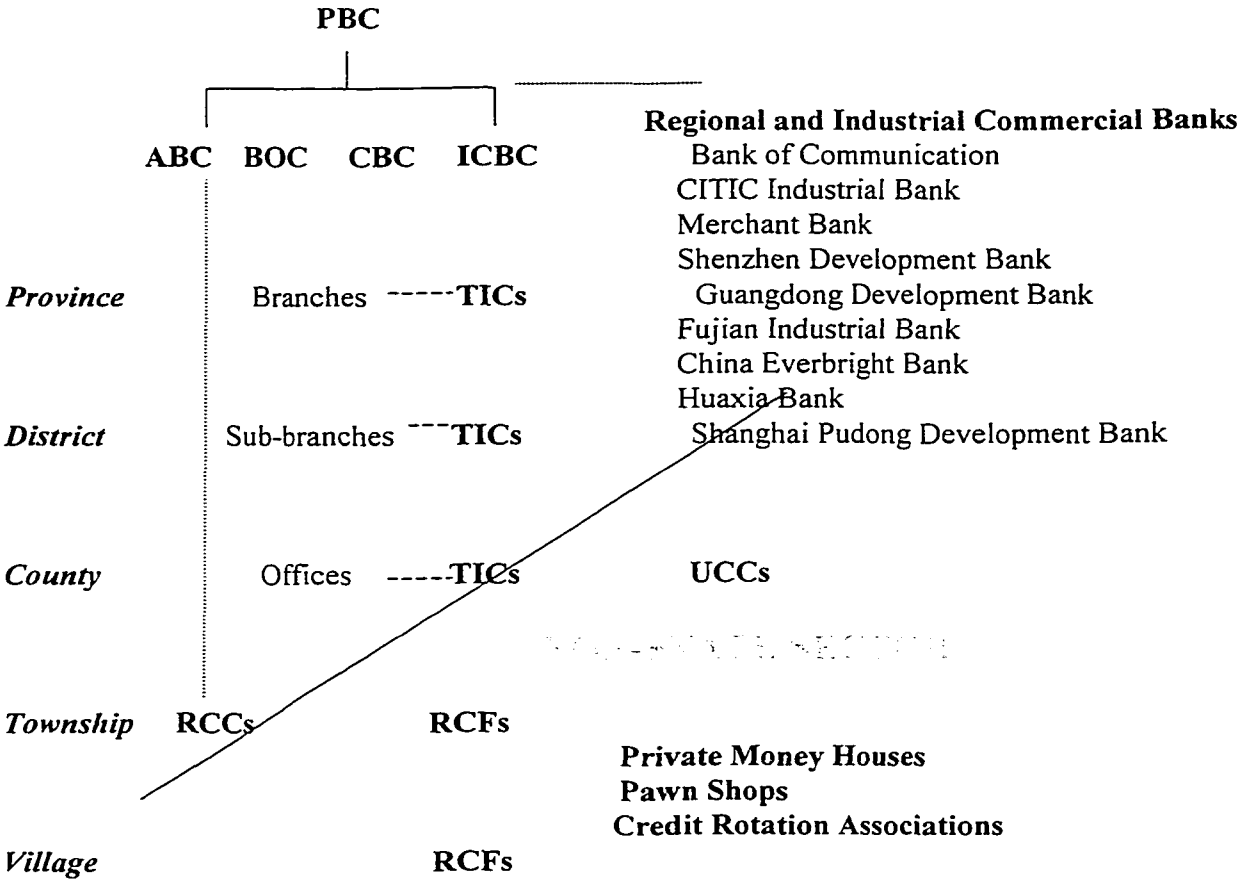 PBC
ABC BOC CBC ICBC
Regional and Industrial Commercial Banks
Bank of Communication
CITIC Industrial Bank
Merchant Bank
Shenzhen Development Bank
Province Branches -----TICs
Guangdong Development Bank
Fujian Industrial Bank
China Everbright Bank
Huaxia Bank
District Sub-branches ---TICs
Shanghai Pudong Development Bank
County Offices -----TICs UCCs
Township RCCs RCFs
Private Money Houses
Pawn Shops
Credit Rotation Associations
Village RCFs